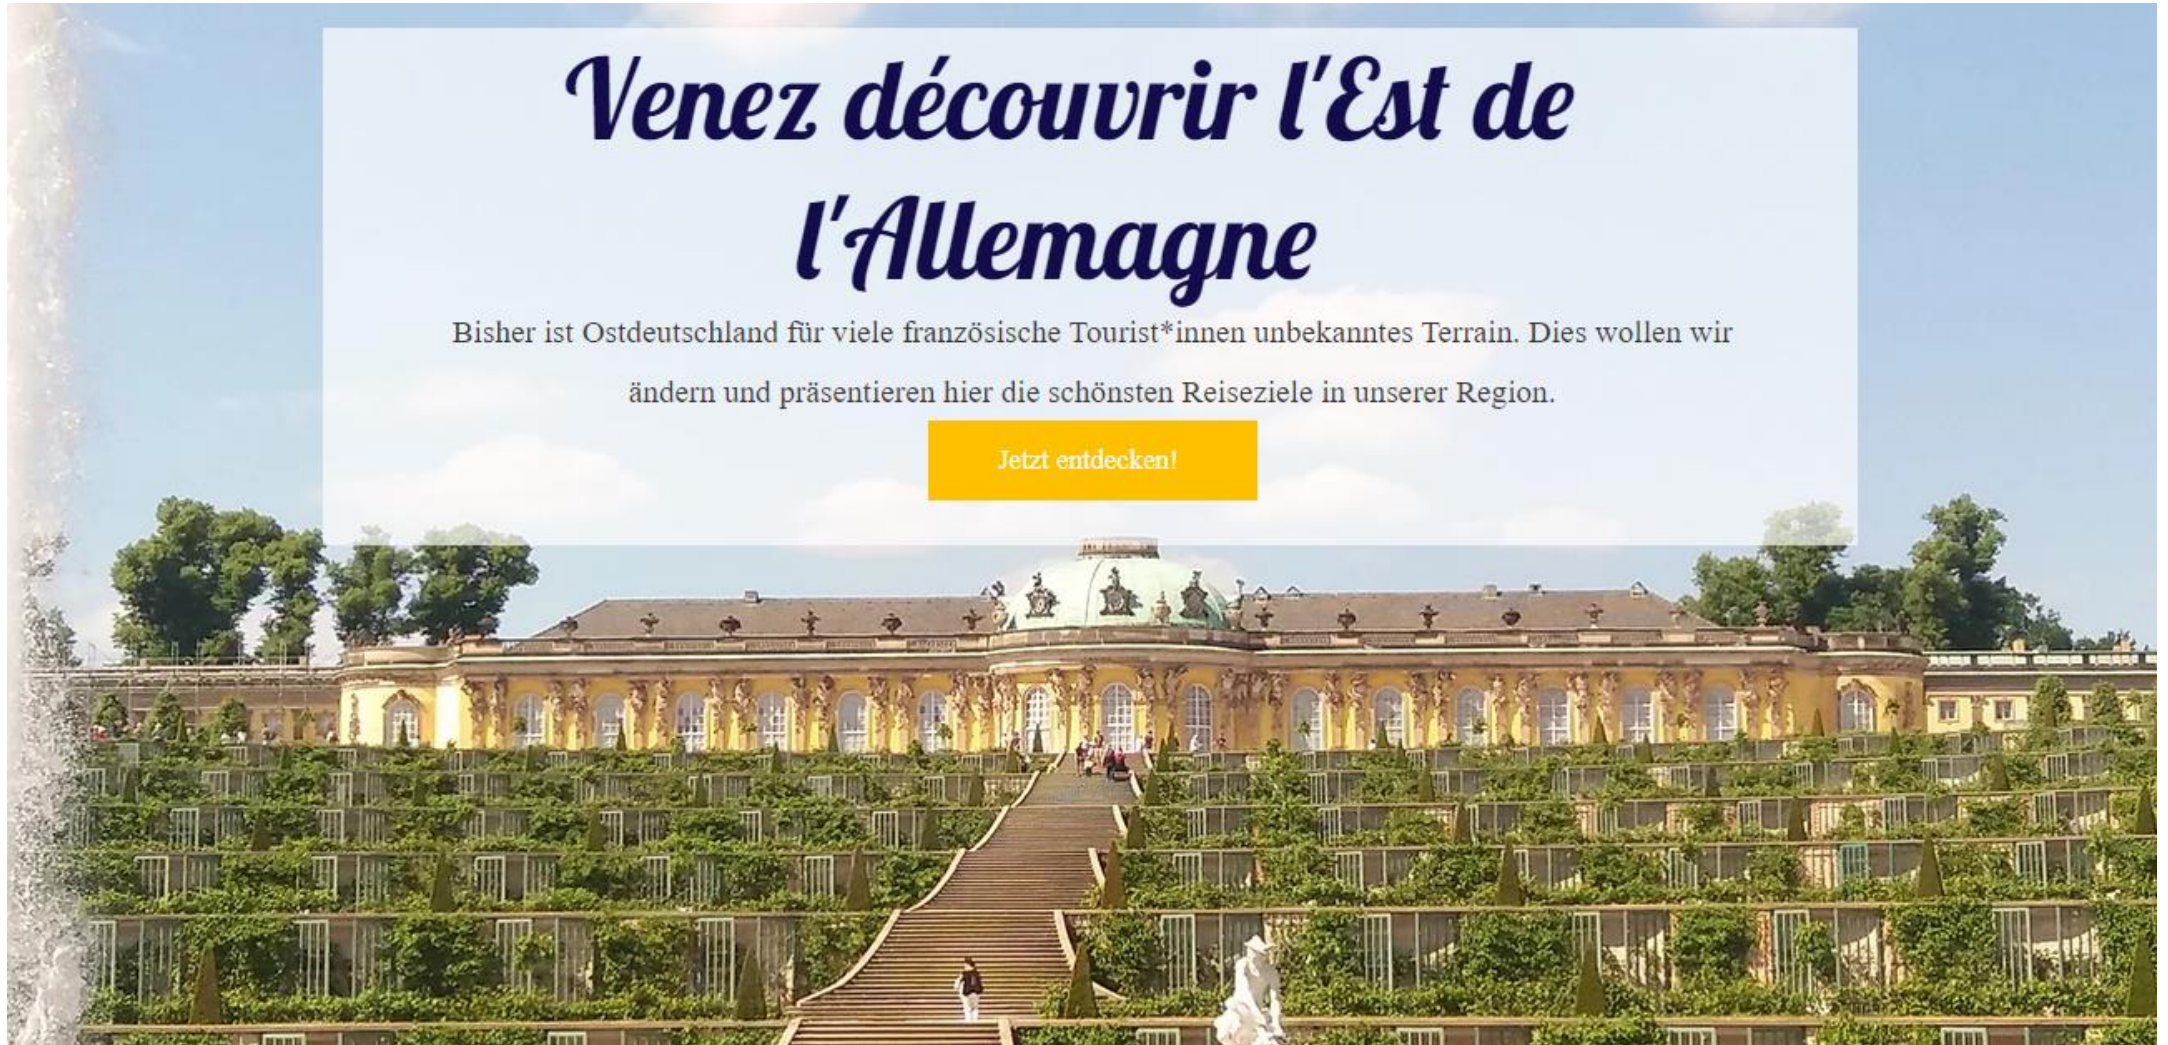 Venez découvrir l'Est de
l'Allemagne
Bisher ist Ostdeutschland für viele französische Tourist*innen unbekanntes Terrain. Dies wollen wir
ändern und präsentieren hier die schönsten Reiseziele in unserer Region.
Jetzt entdecken!